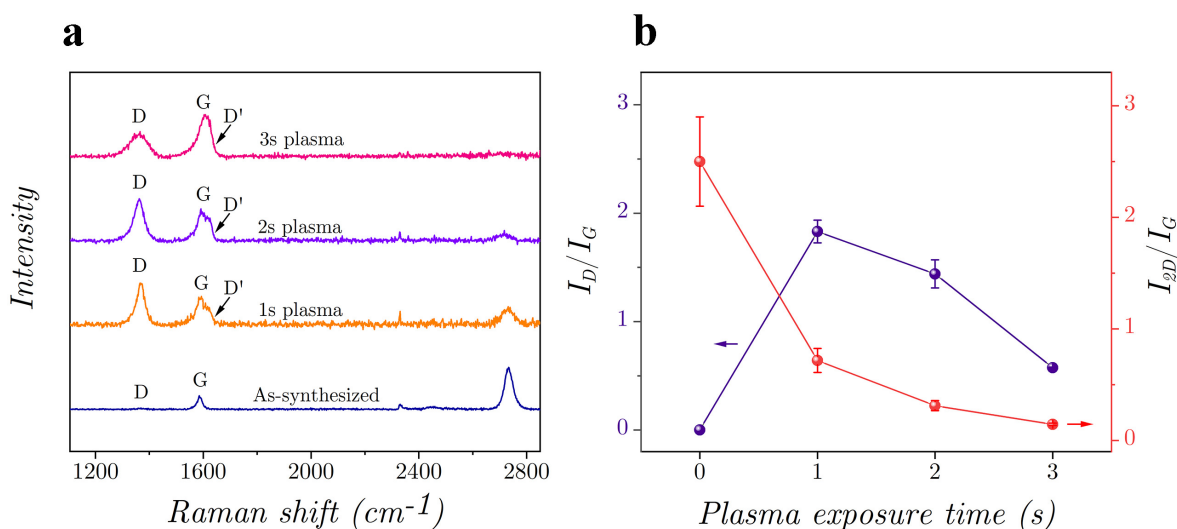 a
D
G
D'
3s plasma
D
G
D'
2s plasma
D
G
D'
1s plasma
D
G
As-synthesized
Intensity
1200 1600 2000 2400 2800
Raman shift (cm-1)
b
3
2
1
0
I_D/I_G
3
2
1
0
I_2D/I_G
0 1 2 3
Plasma exposure time (s)